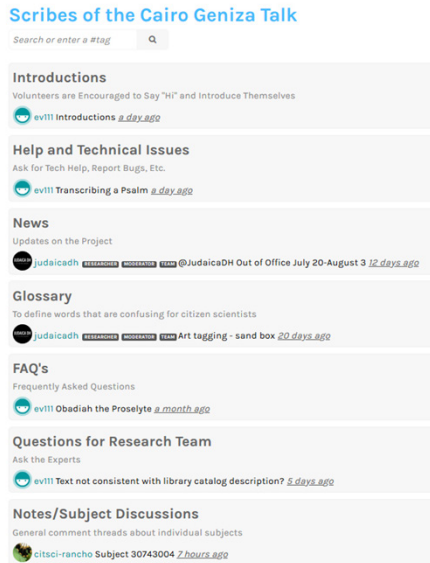 Scribes of the Cairo Geniza Talk
Search or enter a #tag
Introductions
Volunteers are Encouraged to Say "Hi" and Introduce Themselves
ev111 Introductions a day ago
Help and Technical Issues
Ask for Tech Help, Report Bugs, Etc.
ev111 Transcribing a Psalm a day ago
News
Updates on the Project
judaicadh RESEARCHER MODERATOR TEAM @JudaicaDH Out of Office July 20-August 3 12 days ago
Glossary
To define words that are confusing for citizen scientists
judaicadh RESEARCHER MODERATOR TEAM Art tagging - sand box 20 days ago
FAQ's
Frequently Asked Questions
ev111 Obadiah the Proselyte a month ago
Questions for Research Team
Ask the Experts
ev111 Text not consistent with library catalog description? 5 days ago
Notes/Subject Discussions
General comment threads about individual subjects
citsci-rancho Subject 30743004 7 hours ago